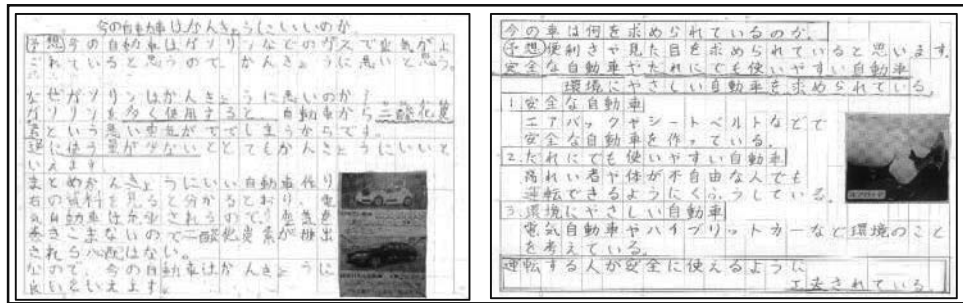 今の自動車はかんきょうにいいのか
予想 今の自動車はガソリンなどのガスで空気がよ
ごれていると思うので、かんきょうに悪いと思う。
なぜガソリンはかんきょうに悪いのか?
ガソリンを多く使用すると、自動車から二酸化炭
素という悪い空気がでてしまうからです。
逆に使う量が少ないととてもかんきょうにいいと
いえます。
まとめかんきょうにいい自動車作り
右の資料を見ると分かるとおり、電
気自動車は
きこまないので二酸化炭素が排出
される心配はない。
なので、今の自動車はかんきょうに
良いといえます。
今の車は何を求められているのか。
予想 便利さや見た目を求められていると思います。
安全な自動車やだれにでも使いやすい自動車
環境にやさしい自動車を求められている。
1.安全な自動車
エアバックやシートベルトなどで
安全な自動車を作っている。
2.だれにでも使いやすい自動車
高れい者や体が不自由な人でも
運転できるようにくふうしている。
3.環境にやさしい自動車
電気自動車やハイブリットカーなど環境のこと
を考えている。
運転する人が安全に使えるように
工夫されている。